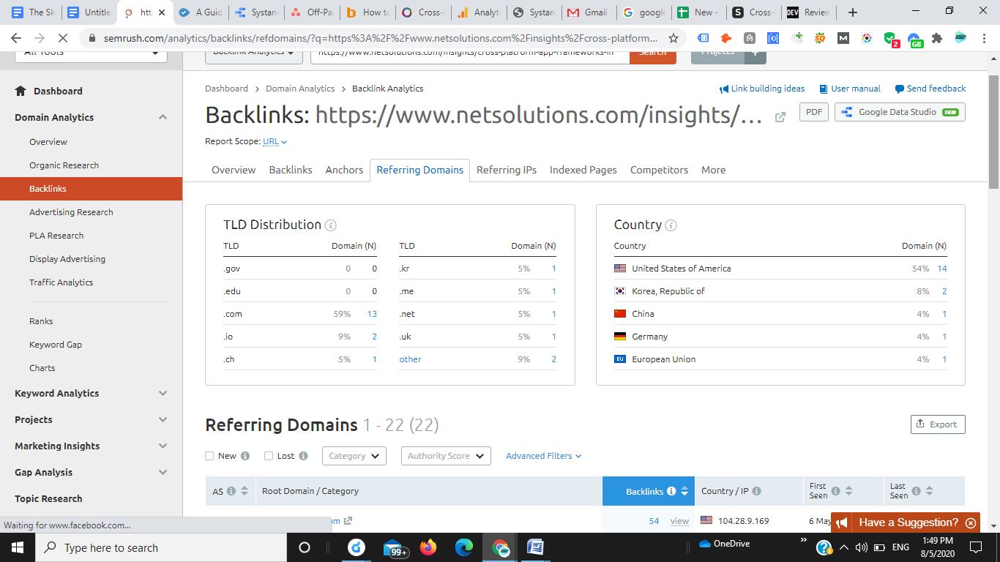 The Sk
Untitle
htt
A Guid
Systan
Off-Pa
How to
Cross-
Analyti
Systan
Gmail
google
New -
Cross-
DEV Review
semrush.com/analytics/backlinks/refdomains/?q=https%3A%2F%2Fwww.netsolutions.com%2Finsights%2Fcross-platform...
2
GB
All Tools
Backlink Analytics
https://www.netsolutions.com/insights/cross-platform-app-frameworks-in
Search
Projects +
Dashboard
Domain Analytics
Overview
Organic Research
Backlinks
Advertising Research
PLA Research
Display Advertising
Traffic Analytics
Ranks
Keyword Gap
Charts
Keyword Analytics
Projects
Marketing Insights
Gap Analysis
Topic Research
Dashboard > Domain Analytics > Backlink Analytics
Link building ideas
User manual
Send feedback
Backlinks: https://www.netsolutions.com/insights/...
PDF
Google Data Studio new
Report Scope: URL
Overview Backlinks Anchors Referring Domains Referring IPs Indexed Pages Competitors More
TLD Distribution
TLD Domain (N) TLD Domain (N)
.gov 0 0 .kr 5% 1
.edu 0 0 .me 5% 1
.com 59% 13 .net 5% 1
.io 9% 2 .uk 5% 1
.ch 5% 1 other 9% 2
Country
Country Domain (N)
United States of America 54% 14
Korea, Republic of 8% 2
China 4% 1
Germany 4% 1
EU European Union 4% 1
Referring Domains 1 - 22 (22)
Export
New Lost Category Authority Score Advanced Filters
AS Root Domain / Category Backlinks Country / IP First Seen Last Seen
om 54 view 104.28.9.169 6 May
Have a Suggestion?
Waiting for www.facebook.com...
Type here to search
99+
OneDrive
ENG
1:49 PM
8/5/2020